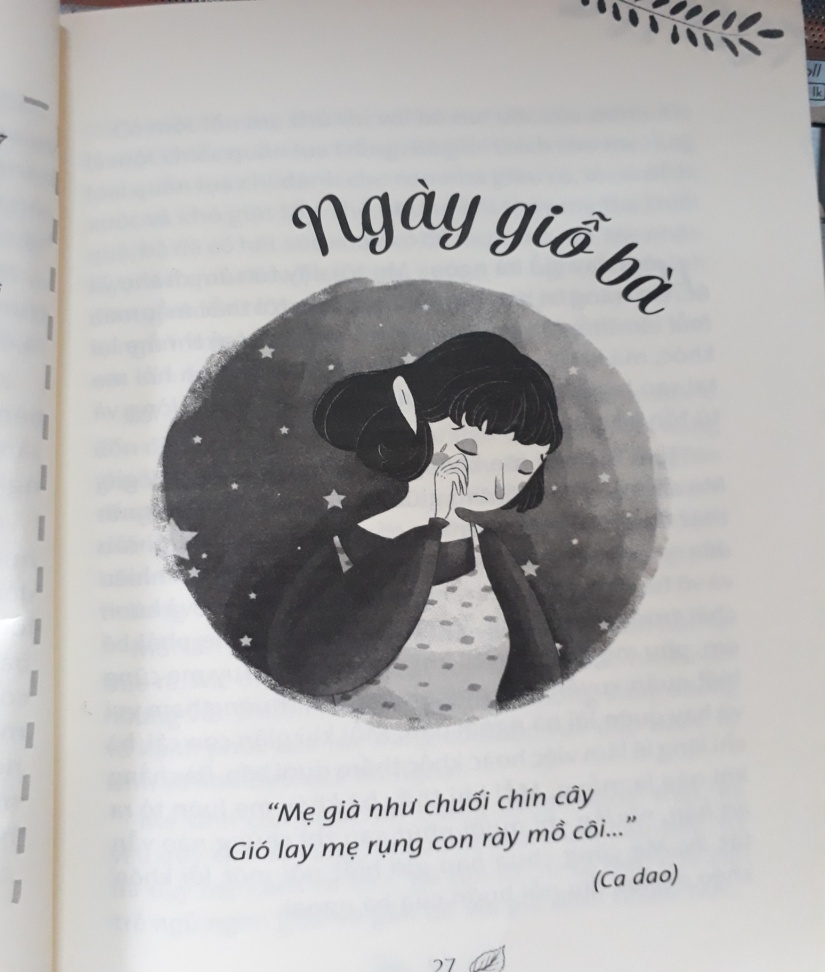 Ngày giỗ bà
“Mẹ già như chuối chín cây
Gió lay mẹ rụng con rày mồ côi...”
(Ca dao)
27